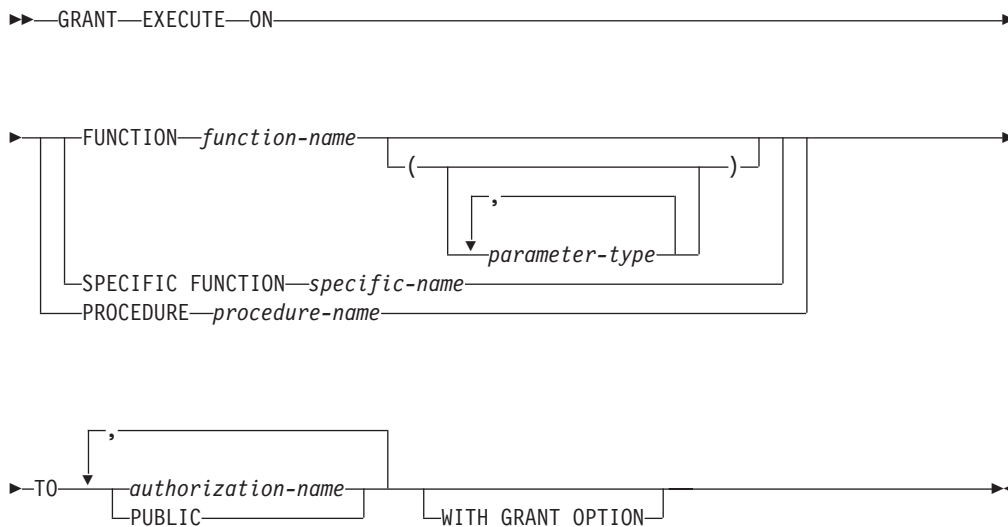 GRANT EXECUTE ON
FUNCTION function-name
( )
,
parameter-type
SPECIFIC FUNCTION specific-name
PROCEDURE procedure-name
,
TO authorization-name
PUBLIC WITH GRANT OPTION